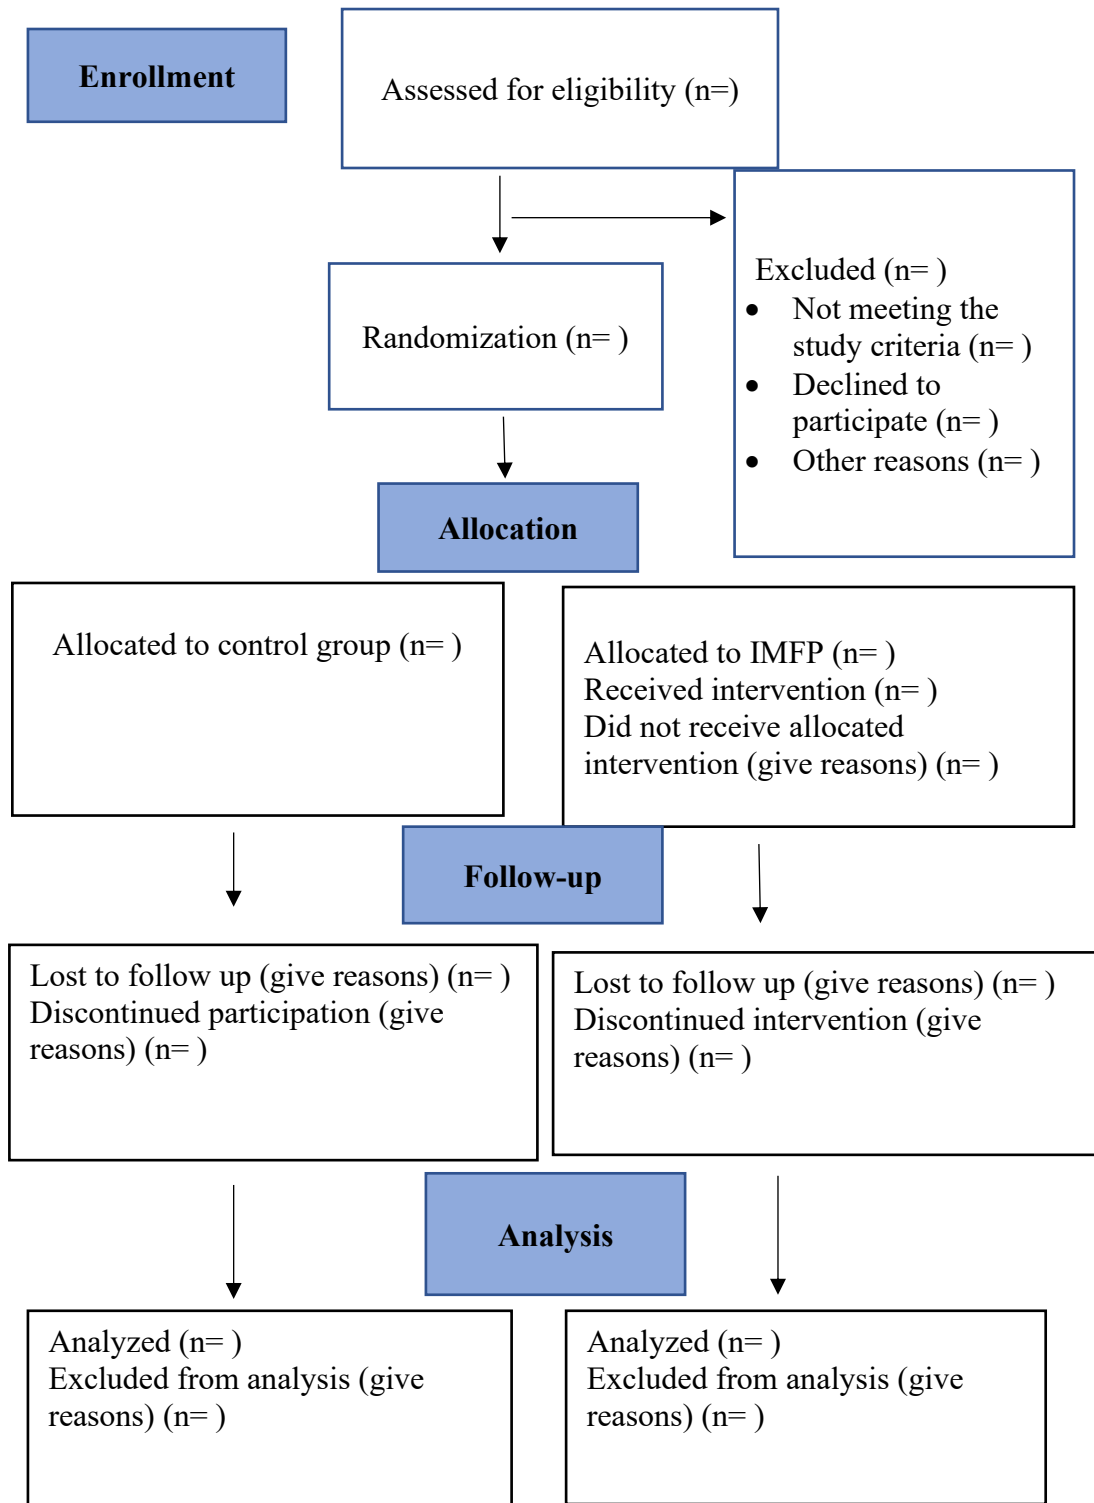 Enrollment
Assessed for eligibility (n=)
Excluded (n= )
• Not meeting the
study criteria (n= )
• Declined to
participate (n= )
• Other reasons (n= )
Randomization (n= )
Allocation
Allocated to control group (n= )
Allocated to IMFP (n= )
Received intervention (n= )
Did not receive allocated
intervention (give reasons) (n= )
Follow-up
Lost to follow up (give reasons) (n= )
Discontinued participation (give
reasons) (n= )
Lost to follow up (give reasons) (n= )
Discontinued intervention (give
reasons) (n= )
Analysis
Analyzed (n= )
Excluded from analysis (give
reasons) (n= )
Analyzed (n= )
Excluded from analysis (give
reasons) (n= )